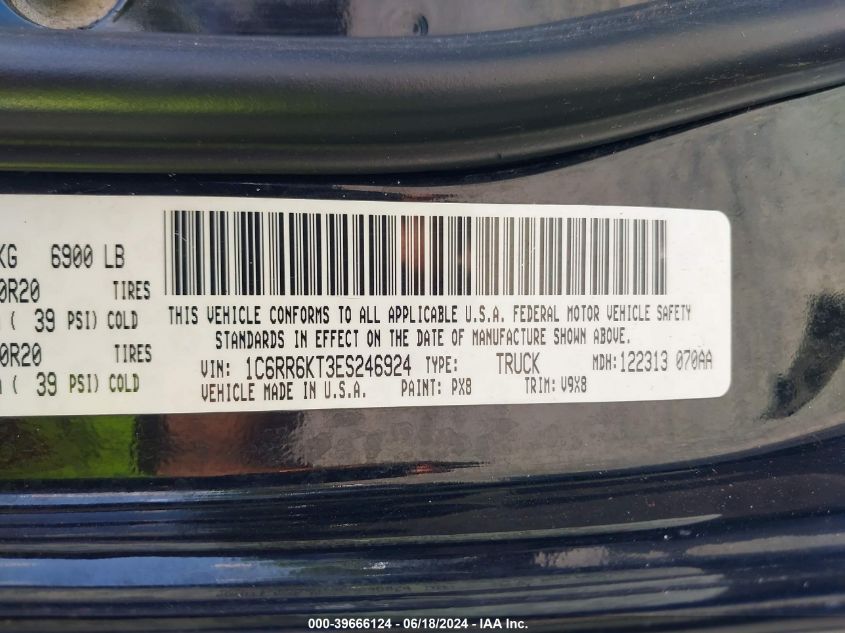 KG 6900 LB
0R20 TIRES
( 39 PSI) COLD
0R20 TIRES
( 39 PSI) COLD
THIS VEHICLE CONFORMS TO ALL APPLICABLE U.S.A. FEDERAL MOTOR VEHICLE SAFETY
STANDARDS IN EFFECT ON THE DATE OF MANUFACTURE SHOWN ABOVE.
VIN: 1C6RR6KT3ES246924 TYPE: TRUCK MDH: 122313 070AA
VEHICLE MADE IN U.S.A. PAINT: PX8 TRIM: V9X8
000-39666124 - 06/18/2024 - IAA Inc.